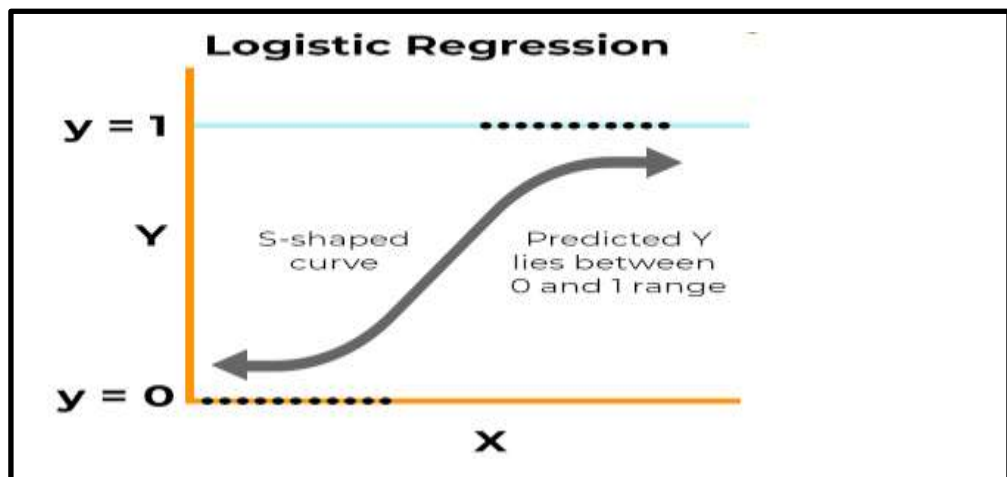 Logistic Regression
y = 1
Y
S-shaped
curve
Predicted Y
lies between
0 and 1 range
y = 0
X